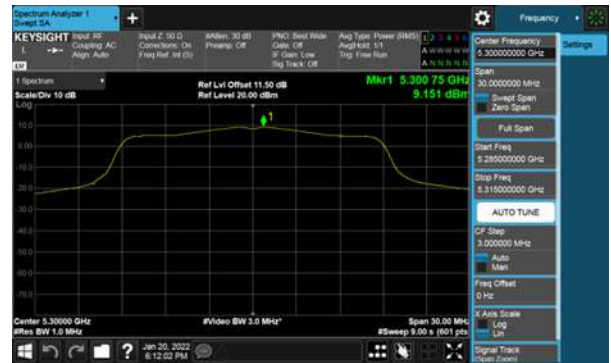 Spectrum Analyzer 1
Swept SA
+
Frequency
KEYSIGHT
Input: RF
Coupling: AC
Align: Auto
Input Z: 50 Ω
Corrections: On
Freq Ref: Int (S)
#Atten: 30 dB
Preamp: Off
PNO: Best Wide
Gate: Off
IF Gain: Low
Sig Track: Off
Avg Type: Power (RMS)
Avg|Hold: 1/1
Trig: Free Run
1 2 3 4 5 6
A W W W W W
A N N N N N
1 Spectrum
Scale/Div 10 dB
Log
Ref Lvl Offset 11.50 dB
Ref Level 20.00 dBm
Mkr1 5.300 75 GHz
9.151 dBm
1
10.0
0.00
-10.0
-20.0
-30.0
-40.0
-50.0
-60.0
-70.0
Center 5.30000 GHz
#Res BW 1.0 MHz
#Video BW 3.0 MHz*
Span 30.00 MHz
#Sweep 9.00 s (601 pts
Jan 20, 2022
6:12:02 PM
Center Frequency
5.300000000 GHz
Settings
Span
30.0000000 MHz
Swept Span
Zero Span
Full Span
Start Freq
5.285000000 GHz
Stop Freq
5.315000000 GHz
AUTO TUNE
CF Step
3.000000 MHz
Auto
Man
Freq Offset
0 Hz
X Axis Scale
Log
Lin
Signal Track
(Span Zoom)